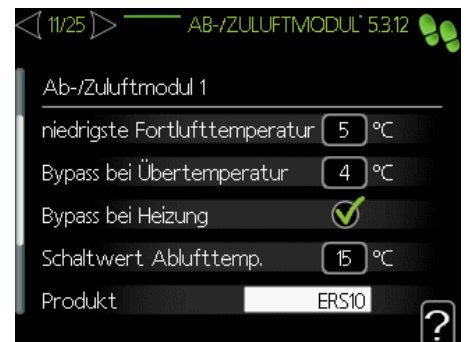 11/25 AB-/ZULUFTMODUL' 5.3.12
Ab-/Zuluftmodul 1
niedrigste Fortlufttemperatur 5 °C
Bypass bei Übertemperatur 4 °C
Bypass bei Heizung
Schaltwert Ablufttemp. 15 °C
Produkt ERS10
?